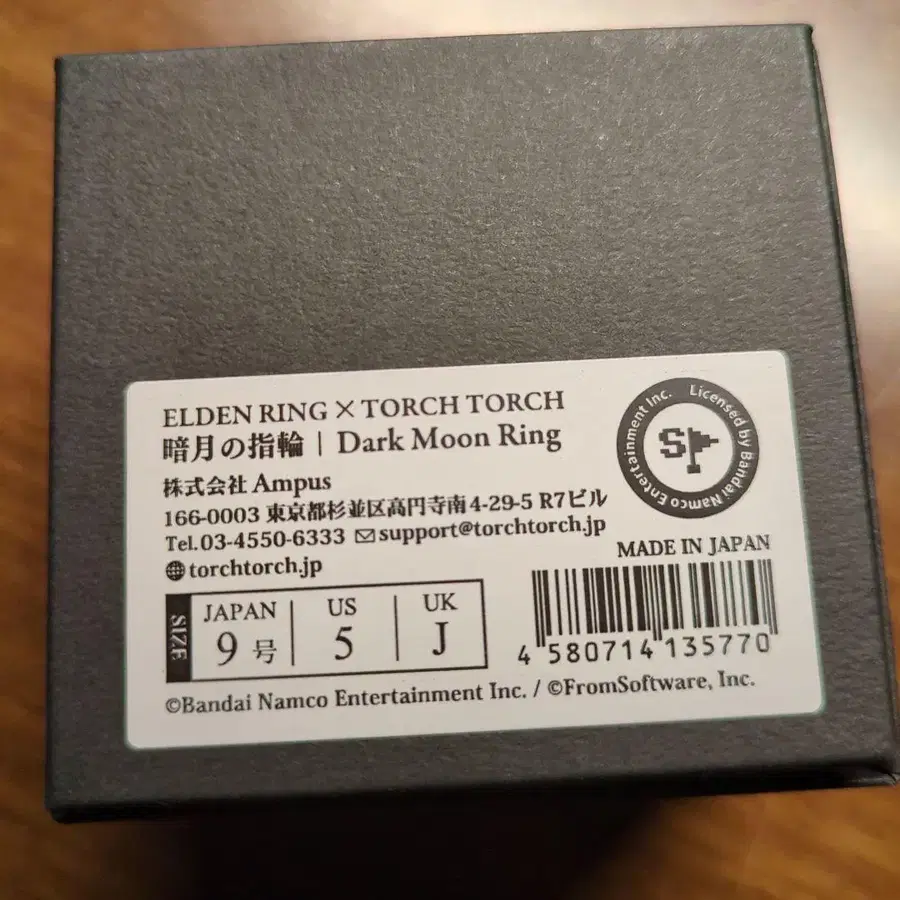 ELDEN RING × TORCH TORCH
暗月の指輪 | Dark Moon Ring
株式会社 Ampus
166-0003 東京都杉並区高円寺南 4-29-5 R7ビル
Tel. 03-4550-6333 support@torchtorch.jp
torchtorch.jp
Licensed by Bandai Namco Entertainment Inc.
MADE IN JAPAN
SIZE
JAPAN US UK
9号 5 J
4 580714 135770
©Bandai Namco Entertainment Inc. / ©FromSoftware, Inc.